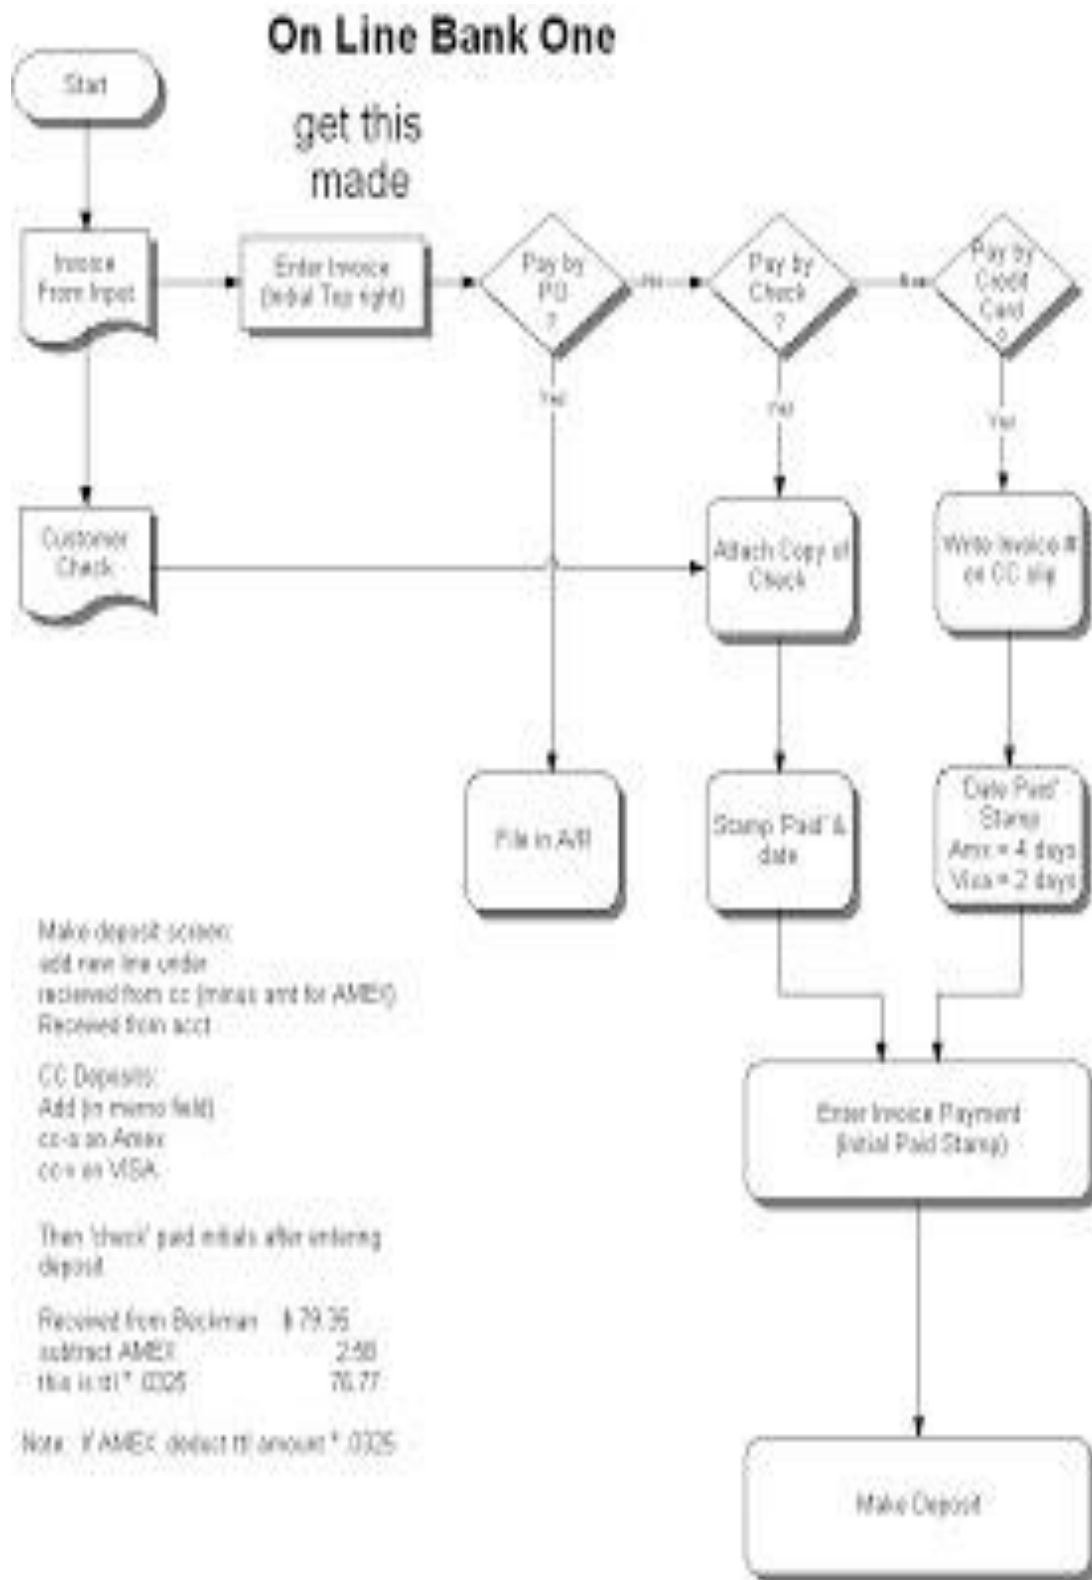 On Line Bank One
get this
made
Start
Invoice
From Input
Enter Invoice
(Initial Top right)
Pay by
PO
?
No
Pay by
Check
?
Pay by
Credit
Card
?
Yes
Yes
Yes
Customer
Check
Attach Copy of
Check
Write Invoice #
on CC slip
File in A/R
Stamp 'Paid' &
date
'Date Paid'
Stamp
Amx = 4 days
Visa = 2 days
Make deposit screen:
add new line under
recieved from cc (minus amt for AMEX)
Received from acct
CC Deposits:
Add (in memo field)
cc-a on Amex
cc-v on VISA
Enter Invoice Payment
(Initial Paid Stamp)
Then 'check' paid initials after entering
deposit
Received from Beckman $ 79.35
subtract AMEX 2.58
this is ttl * .0325 76.77
Note: If AMEX, deduct ttl amount * .0325
Make Deposit